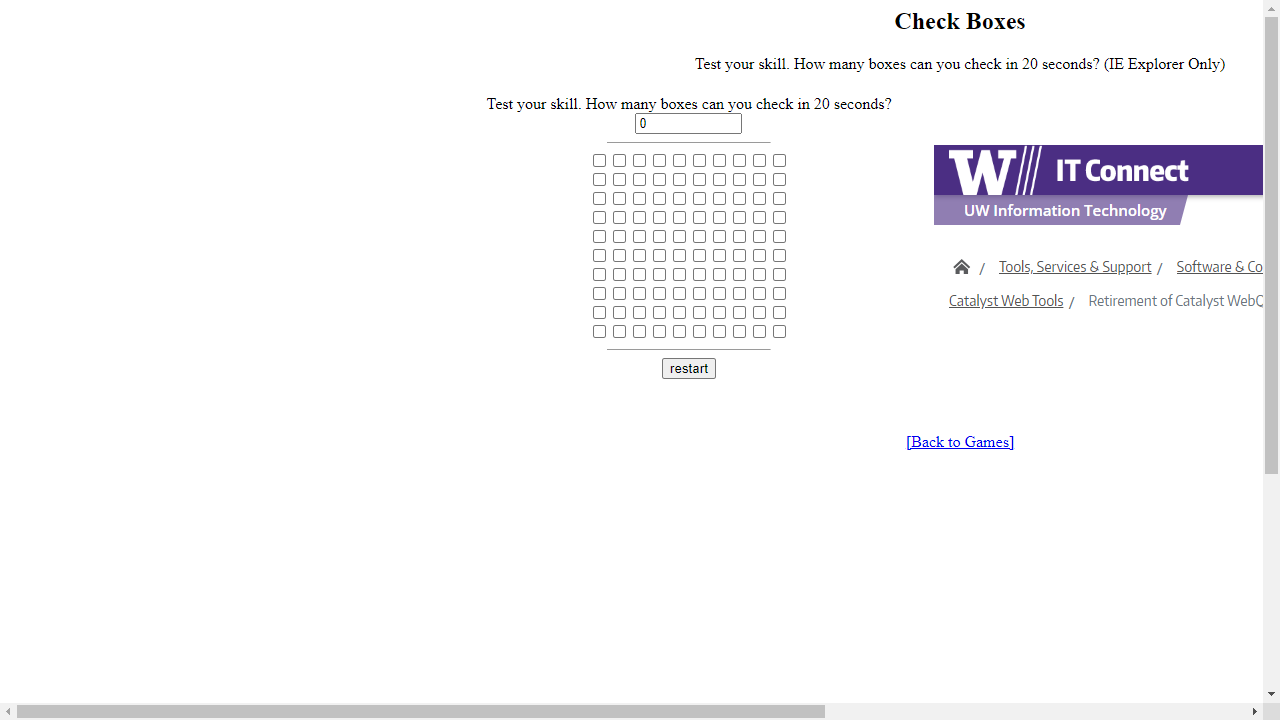 Check Boxes
Test your skill. How many boxes can you check in 20 seconds? (IE Explorer Only)
Test your skill. How many boxes can you check in 20 seconds?
0
W IT Connect
UW Information Technology
/ Tools, Services & Support / Software & Co
Catalyst Web Tools / Retirement of Catalyst WebQ
restart
[Back to Games]